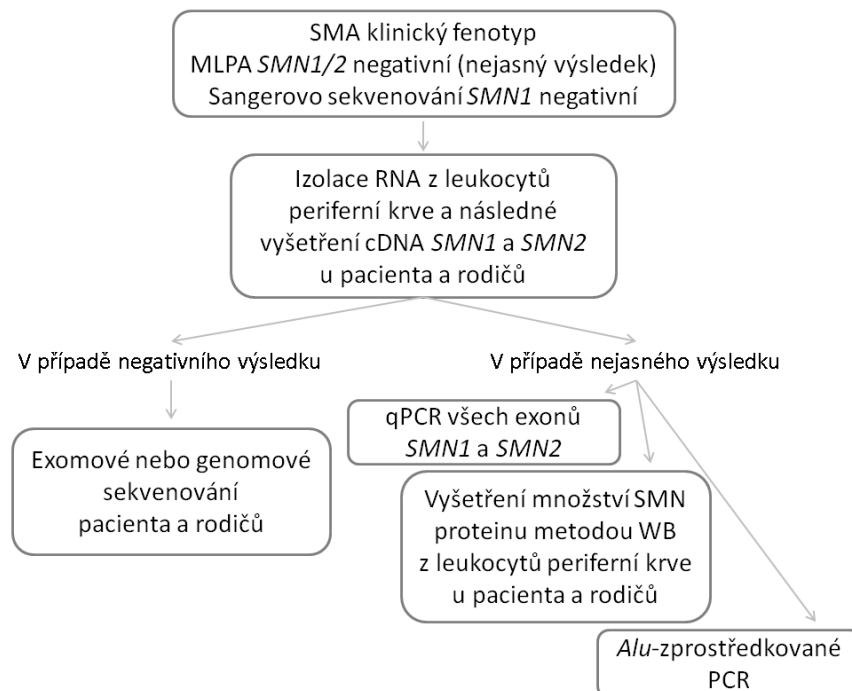 SMA klinický fenotyp
MLPA SMN1/2 negativní (nejasný výsledek)
Sangerovo sekvenování SMN1 negativní
Izolace RNA z leukocytů
periferní krve a následné
vyšetření cDNA SMN1 a SMN2
u pacienta a rodičů
V případě negativního výsledku
V případě nejasného výsledku
Exomové nebo genomové
sekvenování
pacienta a rodičů
qPCR všech exonů
SMN1 a SMN2
Vyšetření množství SMN
proteinu metodou WB
z leukocytů periferní krve
u pacienta a rodičů
Alu-zprostředkované
PCR